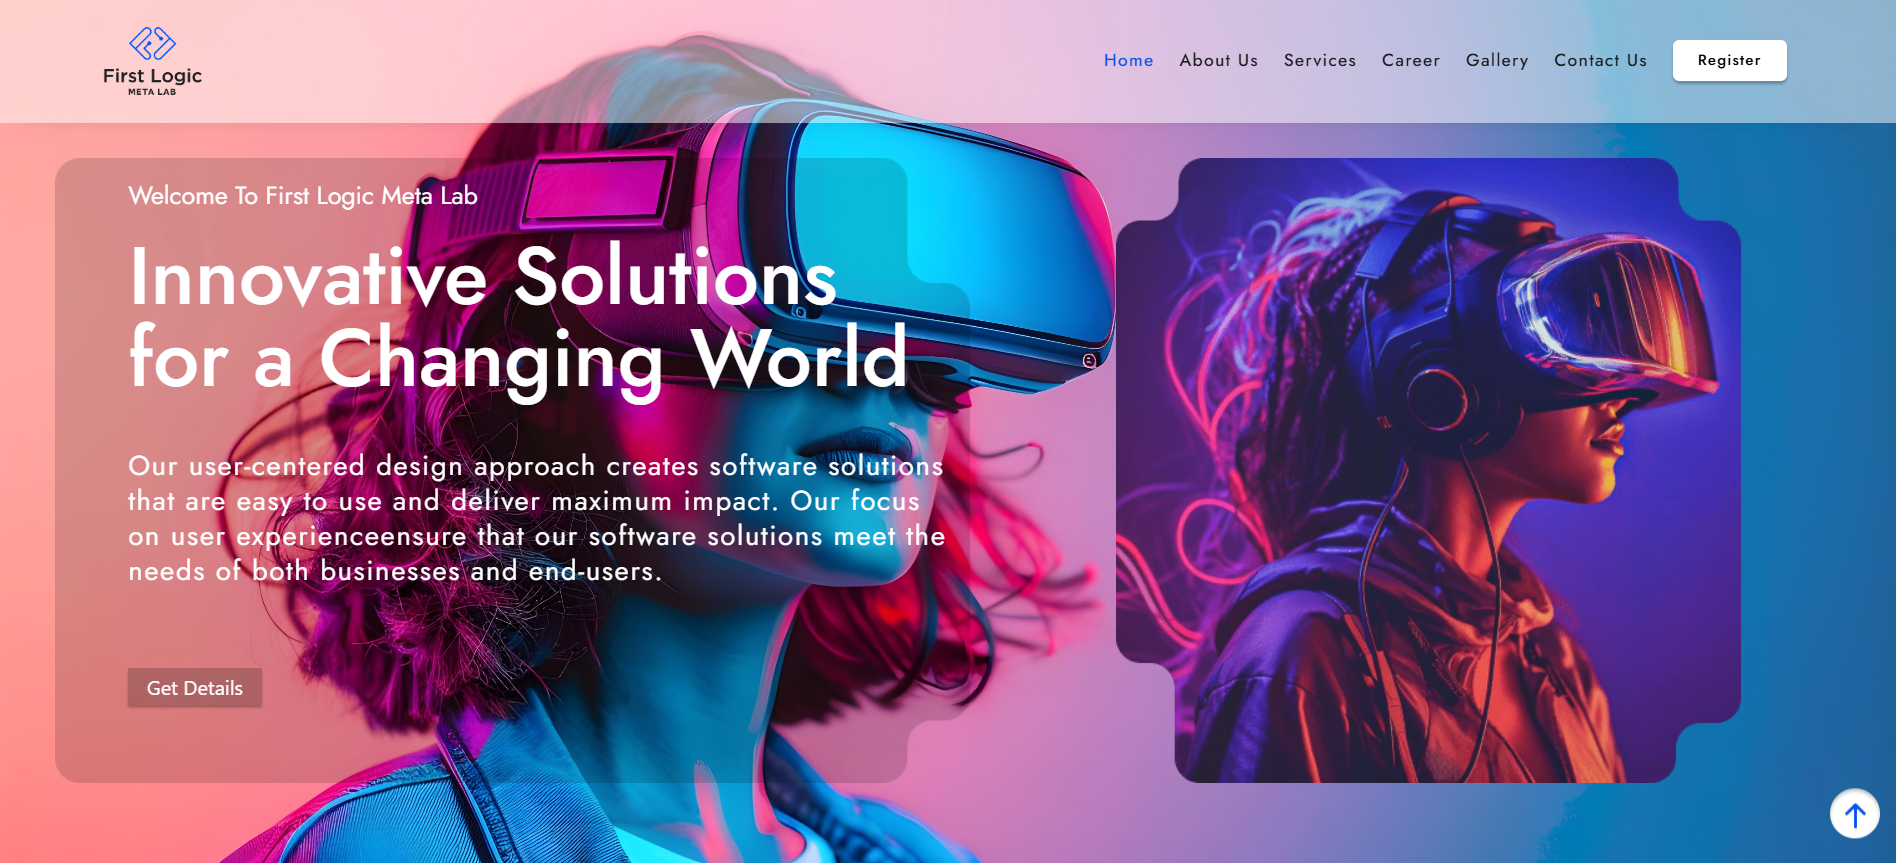 First Logic
META LAB
Home About Us Services Career Gallery Contact Us Register
Welcome To First Logic Meta Lab
Innovative Solutions
for a Changing World
Our user-centered design approach creates software solutions
that are easy to use and deliver maximum impact. Our focus
on user experienceensure that our software solutions meet the
needs of both businesses and end-users.
Get Details